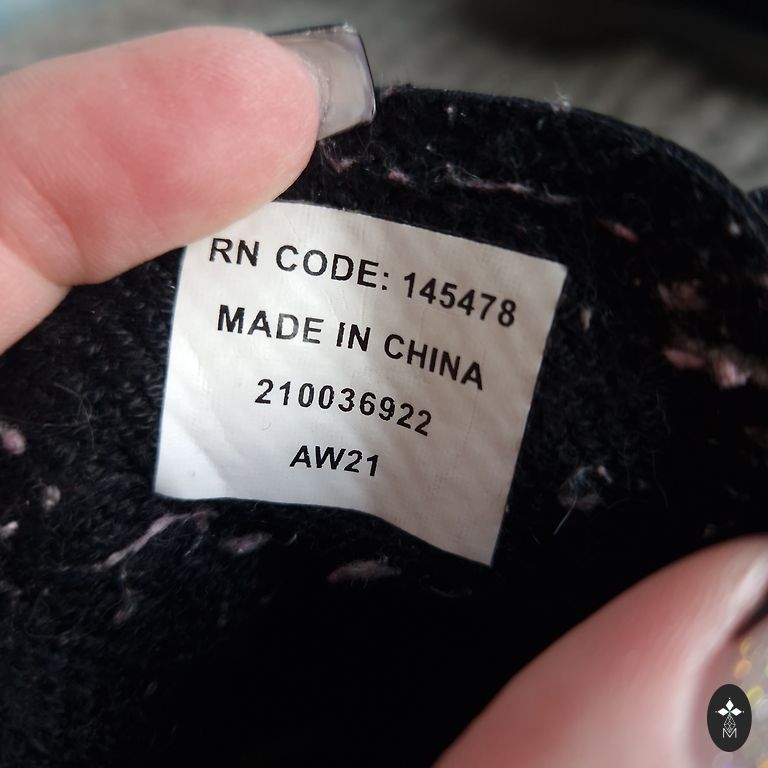 RN CODE: 145478
MADE IN CHINA
210036922
AW21